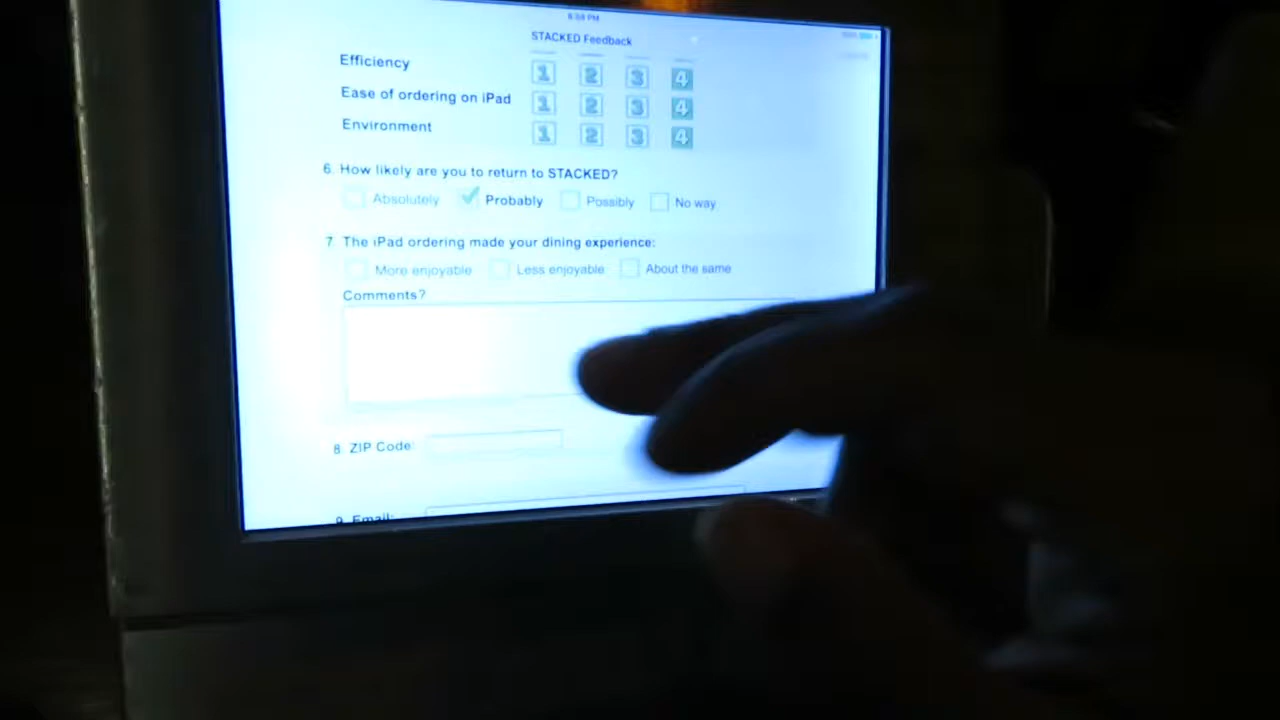 STACKED Feedback
Efficiency 1 2 3 4
Ease of ordering on iPad 1 2 3 4
Environment 1 2 3 4
6. How likely are you to return to STACKED?
Absolutely Probably Possibly No way
7. The iPad ordering made your dining experience:
More enjoyable Less enjoyable About the same
Comments?
8. ZIP Code:
9. Email: